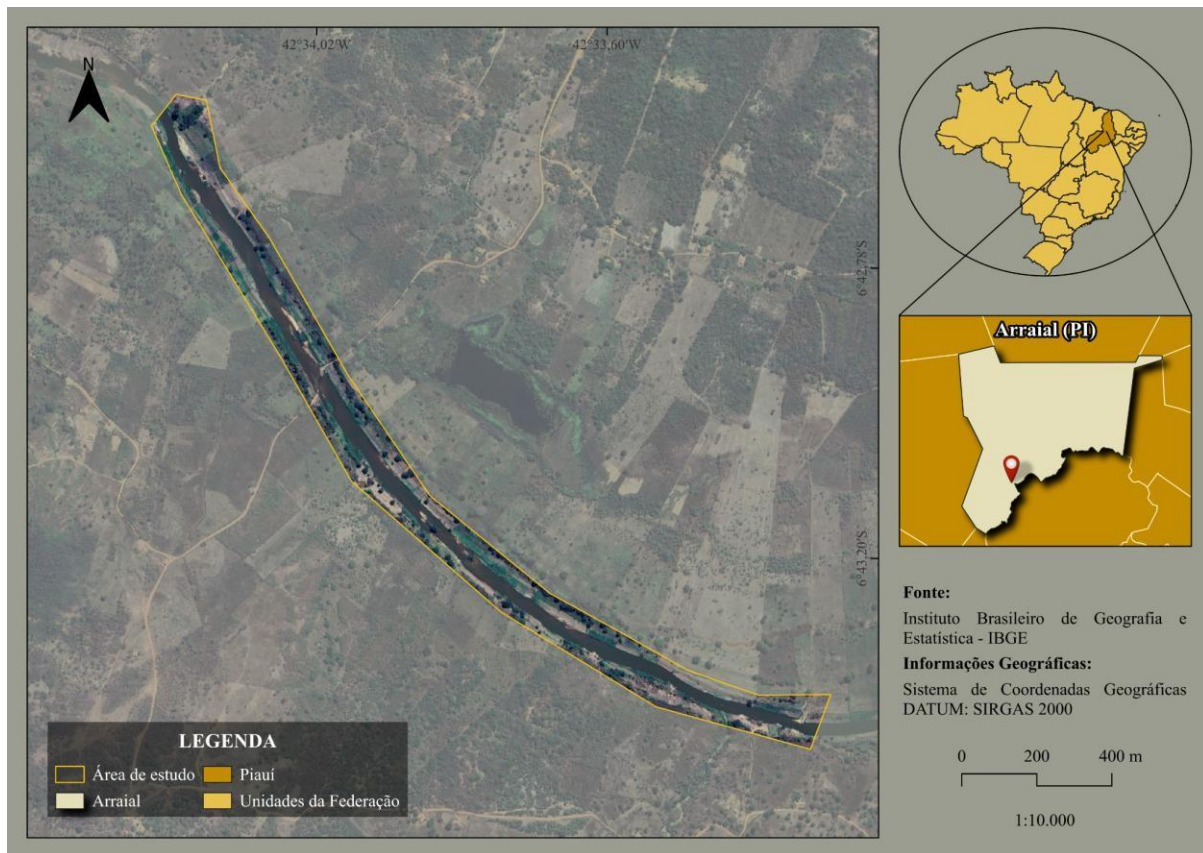 42°34,02'W
42°33,60'W
N
6°42,78'S
6°43,20'S
LEGENDA
Área de estudo
Piauí
Arraial
Unidades da Federação
Arraial (PI)
Fonte:
Instituto Brasileiro de Geografia e
Estatística - IBGE
Informações Geográficas:
Sistema de Coordenadas Geográficas
DATUM: SIRGAS 2000
0 200 400 m
1:10.000